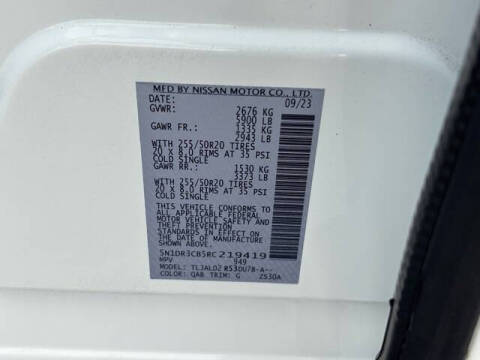 MFD BY NISSAN MOTOR CO., LTD.
DATE: 09/23
GVWR: 2676 KG
5900 LB
GAWR FR.: 1335 KG
2943 LB
WITH 255/50R20 TIRES
20 X 8.0 RIMS AT 35 PSI
COLD SINGLE
GAWR RR.: 1530 KG
3373 LB
WITH 255/50R20 TIRES
20 X 8.0 RIMS AT 35 PSI
COLD SINGLE
THIS VEHICLE CONFORMS TO
ALL APPLICABLE FEDERAL
MOTOR VEHICLE SAFETY AND
THEFT PREVENTION
STANDARDS IN EFFECT ON
THE DATE OF MANUFACTURE
SHOWN ABOVE.
5N1DR3CB5RC219419
MPV 949
MODEL: TLJALD2 R530U7B-A--
COLOR: QAB TRIM: G Z530A